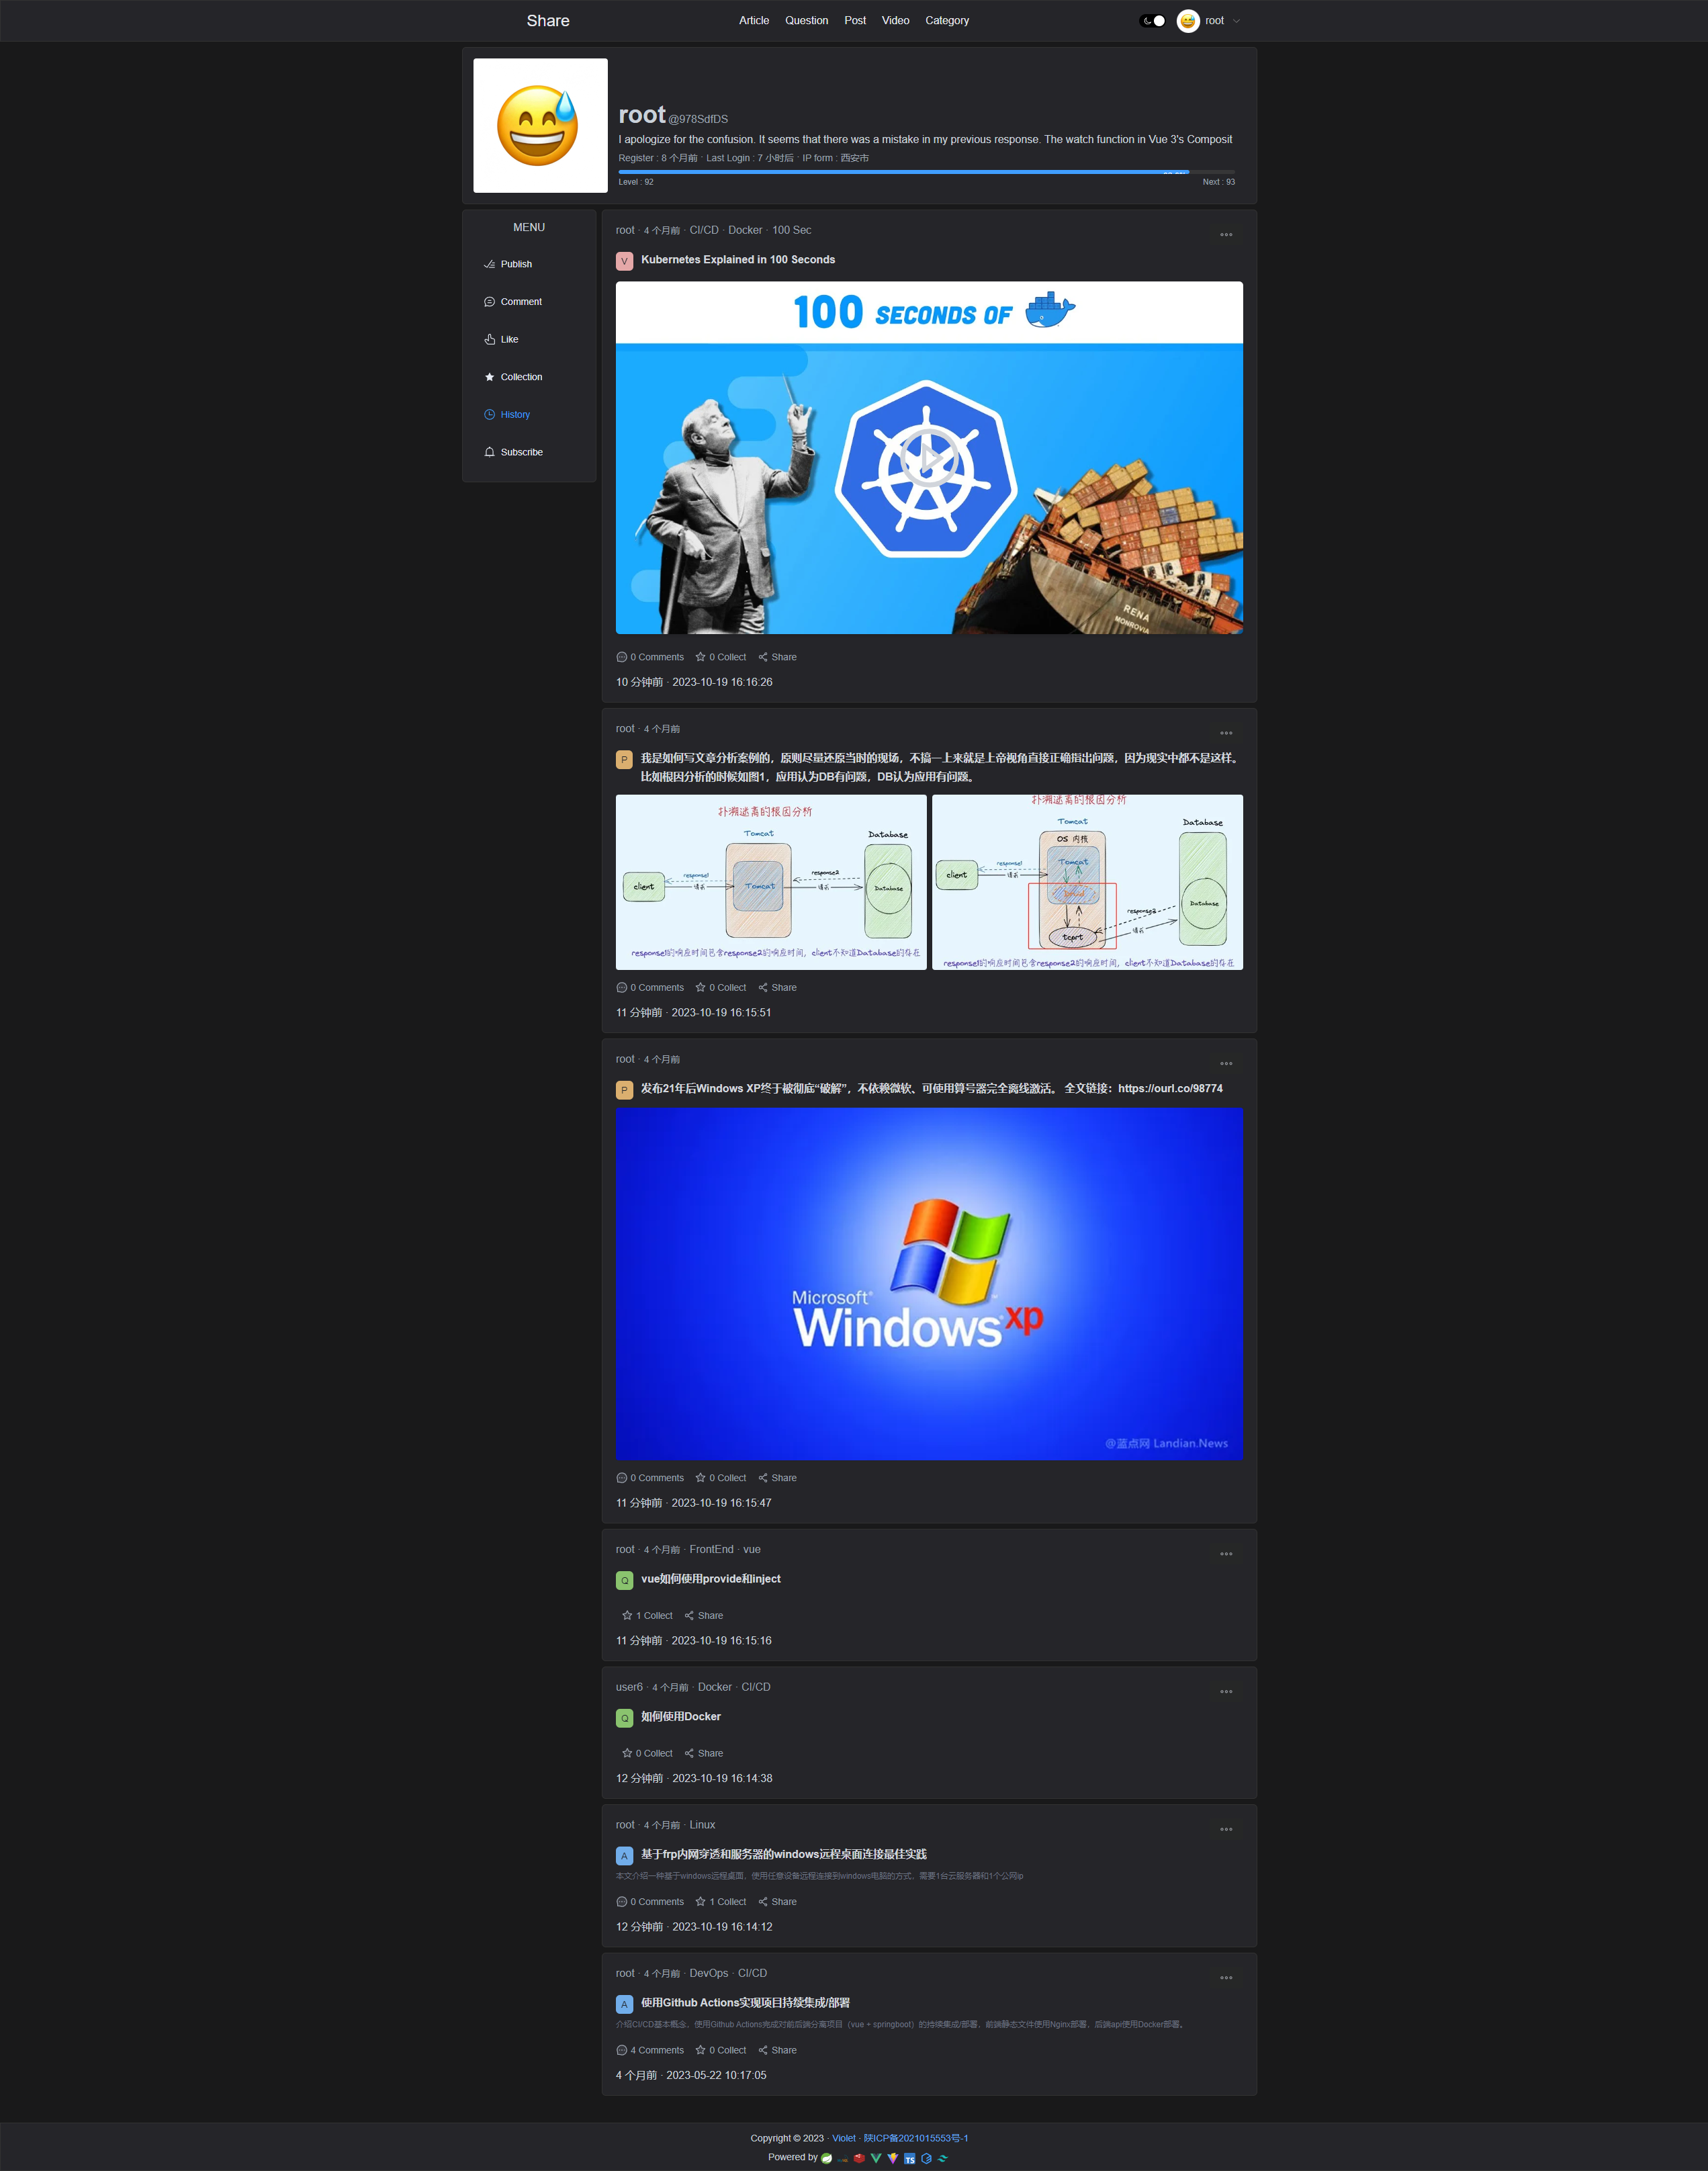 Share
Article
Question
Post
Video
Category
root
root @978SdfDS
I apologize for the confusion. It seems that there was a mistake in my previous response. The watch function in Vue 3's Composit
Register : 8 个月前 · Last Login : 7 小时后 · IP form : 西安市
Level : 92
Next : 93
MENU
Publish
Comment
Like
Collection
History
Subscribe
root · 4 个月前 · CI/CD · Docker · 100 Sec
V Kubernetes Explained in 100 Seconds
100 SECONDS OF
RENA
MONROVIA
0 Comments 0 Collect Share
10 分钟前 · 2023-10-19 16:16:26
root · 4 个月前
P 我是如何写文章分析案例的，原则尽量还原当时的现场，不搞一上来就是上帝视角直接正确指出问题，因为现实中都不是这样。
比如根因分析的时候如图1，应用认为DB有问题，DB认为应用有问题。
扑溯迷离的根因分析
Tomcat
Database
client
response1
请求
Tomcat
response2
请求
Database
response1的响应时间包含response2的响应时间，client不知道Database的存在
扑溯迷离的根因分析
Tomcat
Database
OS 内核
client
response1
请求
Tomcat
response2
请求
Database
tcprt
response1的响应时间包含response2的响应时间，client不知道Database的存在
0 Comments 0 Collect Share
11 分钟前 · 2023-10-19 16:15:51
root · 4 个月前
P 发布21年后Windows XP终于被彻底“破解”，不依赖微软、可使用算号器完全离线激活。 全文链接：https://ourl.co/98774
Microsoft®
Windows xp
@蓝点网 Landian.News
0 Comments 0 Collect Share
11 分钟前 · 2023-10-19 16:15:47
root · 4 个月前 · FrontEnd · vue
Q vue如何使用provide和inject
1 Collect Share
11 分钟前 · 2023-10-19 16:15:16
user6 · 4 个月前 · Docker · CI/CD
Q 如何使用Docker
0 Collect Share
12 分钟前 · 2023-10-19 16:14:38
root · 4 个月前 · Linux
A 基于frp内网穿透和服务器的windows远程桌面连接最佳实践
本文介绍一种基于windows远程桌面，使用任意设备远程连接到windows电脑的方式，需要1台云服务器和1个公网ip
0 Comments 1 Collect Share
12 分钟前 · 2023-10-19 16:14:12
root · 4 个月前 · DevOps · CI/CD
A 使用Github Actions实现项目持续集成/部署
介绍CI/CD基本概念，使用Github Actions完成对前后端分离项目（vue + springboot）的持续集成/部署，前端静态文件使用Nginx部署，后端api使用Docker部署。
4 Comments 0 Collect Share
4 个月前 · 2023-05-22 10:17:05
Copyright © 2023 · Violet · 陕ICP备2021015553号-1
Powered by
TS